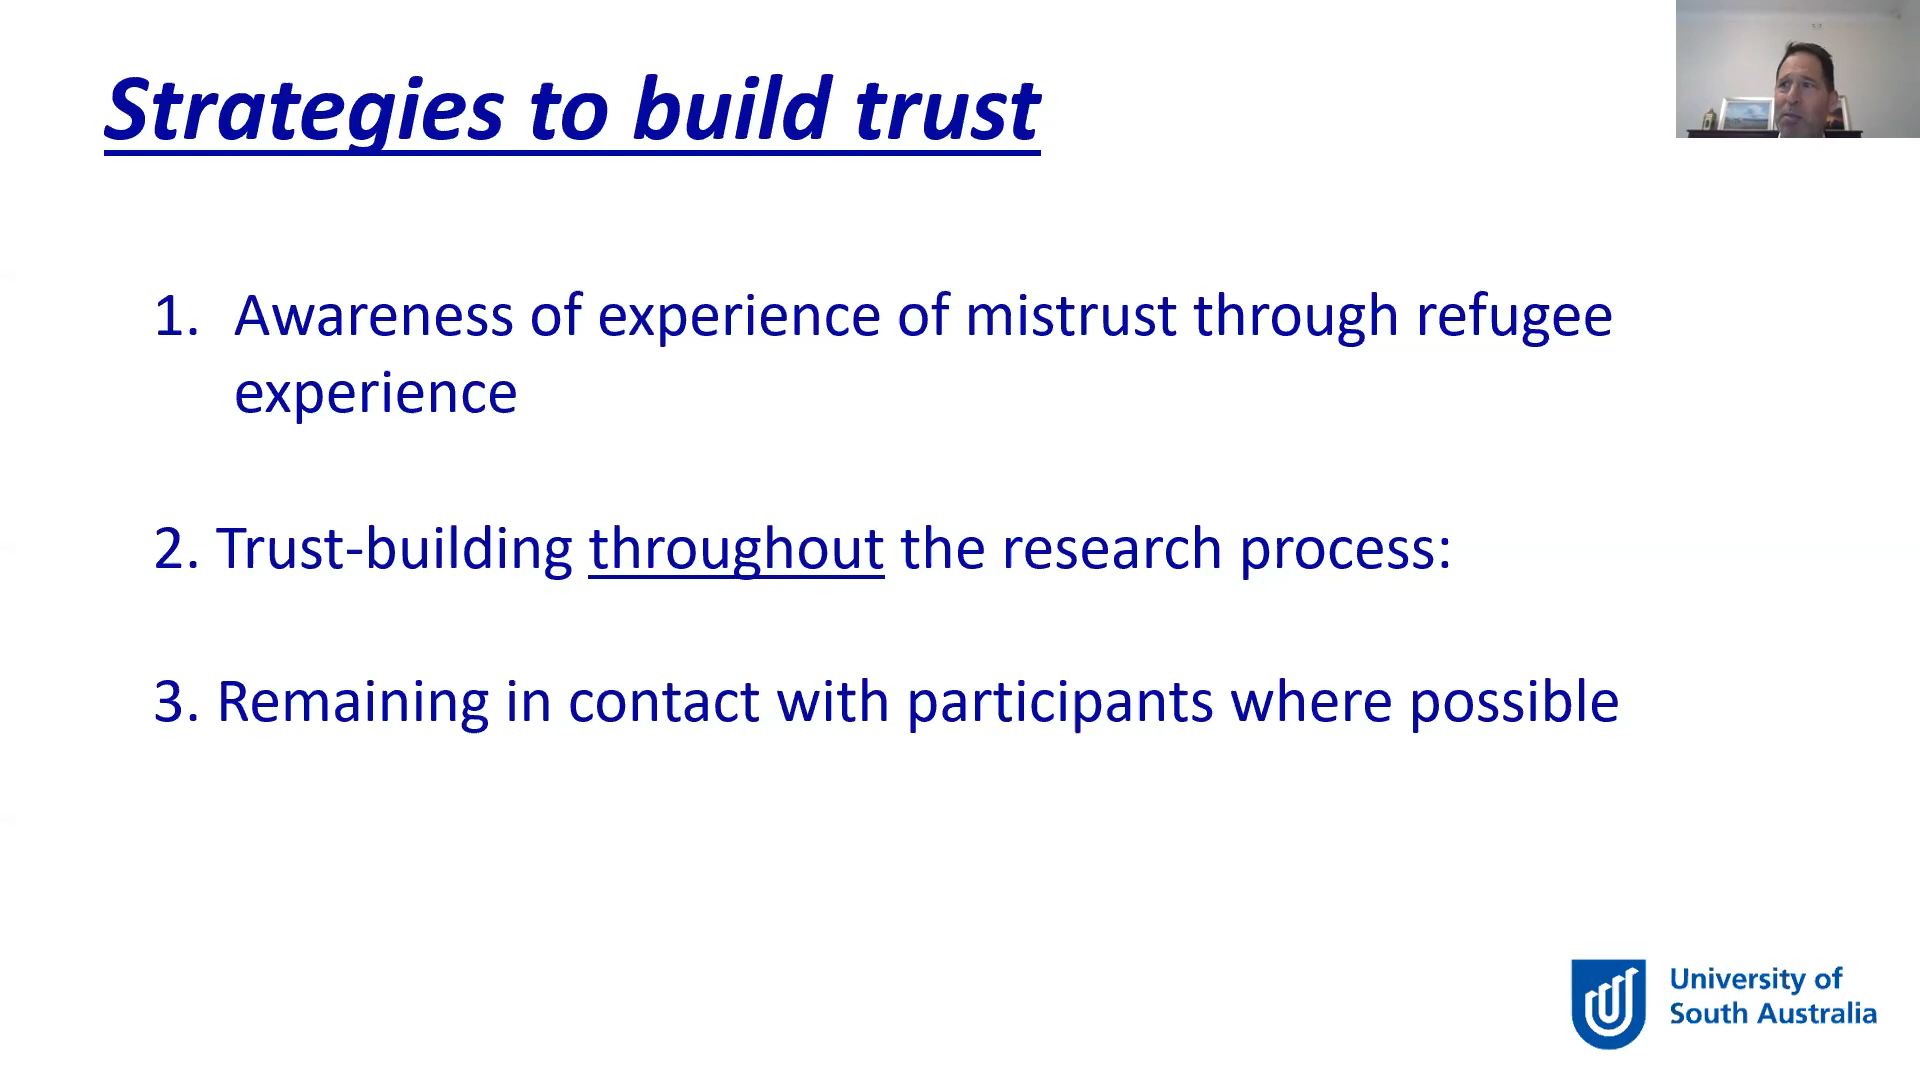 Strategies to build trust
1. Awareness of experience of mistrust through refugee
experience
2. Trust-building throughout the research process:
3. Remaining in contact with participants where possible
University of
South Australia